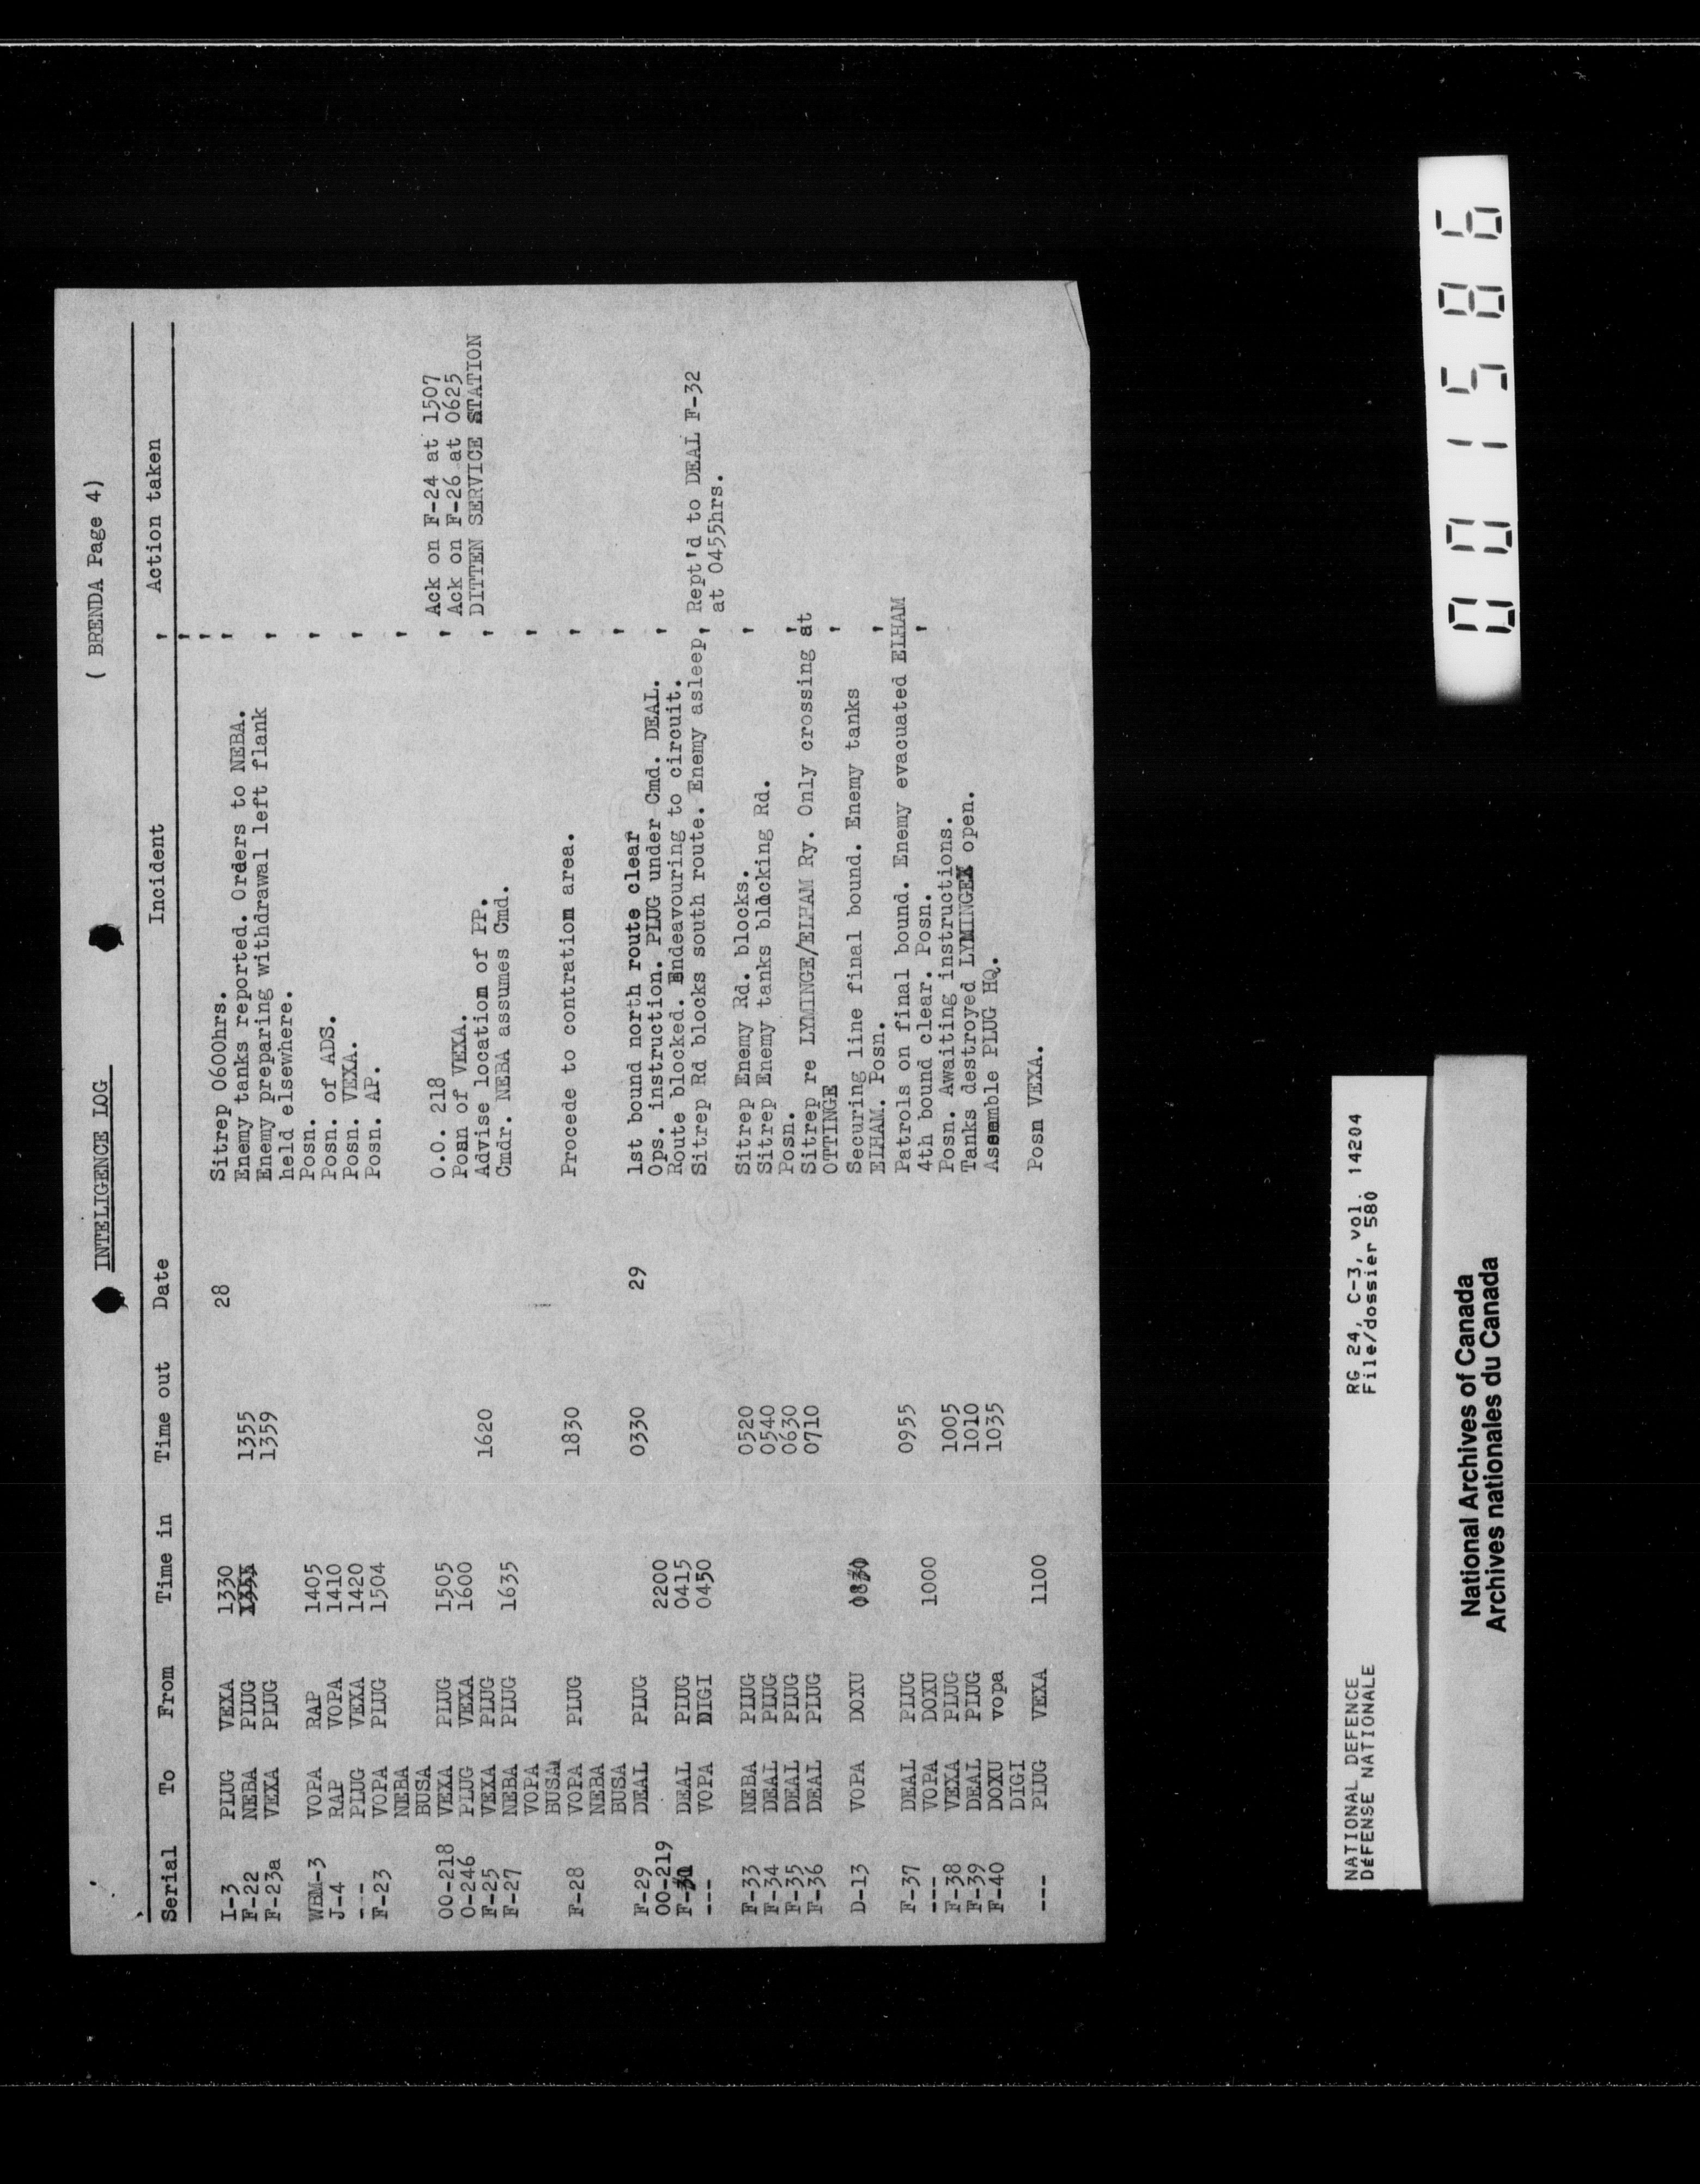 INTELIGENCE LOG ( BRENDA Page 4)
Serial To From Time in Time out Date Incident ' Action taken
I-3 PLUG VEXA 1330 28 Sitrep 0600hrs.
F-22 NEBA PLUG 1355 1355 Enemy tanks reported. Orders to NEBA.
F-23a VEXA PLUG 1359 Enemy preparing withdrawal left flank
held elsewhere.
WBM-3 VOPA RAP 1405 Posn.
J-4 RAP VOPA 1410 Posn. of ADS.
--- PLUG VEXA 1420 Posn. VEXA.
F-23 VOPA PLUG 1504 Posn. AP.
NEBA
BUSA
OO-218 VEXA PLUG 1505 O.O. 218 Ack on F-24 at 1507
O-246 PLUG VEXA 1600 Posn of VEXA. Ack on F-26 at 0625
F-25 VEXA PLUG 1620 Advise location of PP. DITTEN SERVICE STATION
F-27 NEBA PLUG 1635 Cmdr. NEBA assumes Cmd.
VOPA
BUSA
F-28 VOPA PLUG 1830 Procede to contration area.
NEBA
BUSA
F-29 DEAL PLUG 0330 29 1st bound north route clear
OO-219 2200 Ops. instruction. PLUG under Cmd. DEAL.
F-30 DEAL PLUG 0415 Route blocked. Endeavouring to circuit.
--- VOPA DIGI 0450 Sitrep Rd blocks south route. Enemy asleep, Rept'd to DEAL F-32
at 0455hrs.
F-33 NEBA PLUG 0520 Sitrep Enemy Rd. blocks.
F-34 DEAL PLUG 0540 Sitrep Enemy tanks blocking Rd.
F-35 DEAL PLUG 0630 Posn.
F-36 DEAL PLUG 0710 Sitrep re LYMINGE/ELHAM Ry. Only crossing at
OTTINGE
D-13 VOPA DOXU 0830 Securing line final bound. Enemy tanks
ELHAM. Posn.
F-37 DEAL PLUG 0955 Patrols on final bound. Enemy evacuated ELHAM
--- VOPA DOXU 1000 4th bound clear. Posn.
F-38 VEXA PLUG 1005 Posn. Awaiting instructions.
F-39 DEAL PLUG 1010 Tanks destroyed LYMINGE open.
F-40 DOXU vopa 1035 Assemble PLUG HQ.
DIGI
--- PLUG VEXA 1100 Posn VEXA.
NATIONAL DEFENCE RG 24, C-3, vol. 14204
DÉFENSE NATIONALE File/dossier 580
National Archives of Canada
Archives nationales du Canada
001586